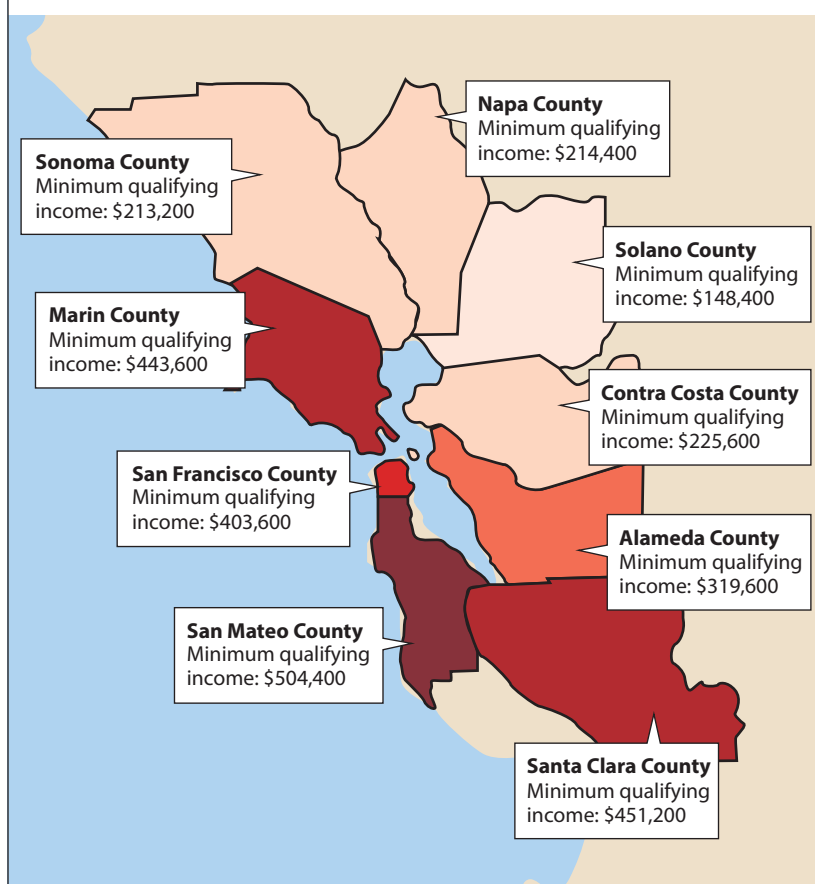 Napa County
Minimum qualifying
income: $214,400
Sonoma County
Minimum qualifying
income: $213,200
Solano County
Minimum qualifying
income: $148,400
Marin County
Minimum qualifying
income: $443,600
Contra Costa County
Minimum qualifying
income: $225,600
San Francisco County
Minimum qualifying
income: $403,600
Alameda County
Minimum qualifying
income: $319,600
San Mateo County
Minimum qualifying
income: $504,400
Santa Clara County
Minimum qualifying
income: $451,200